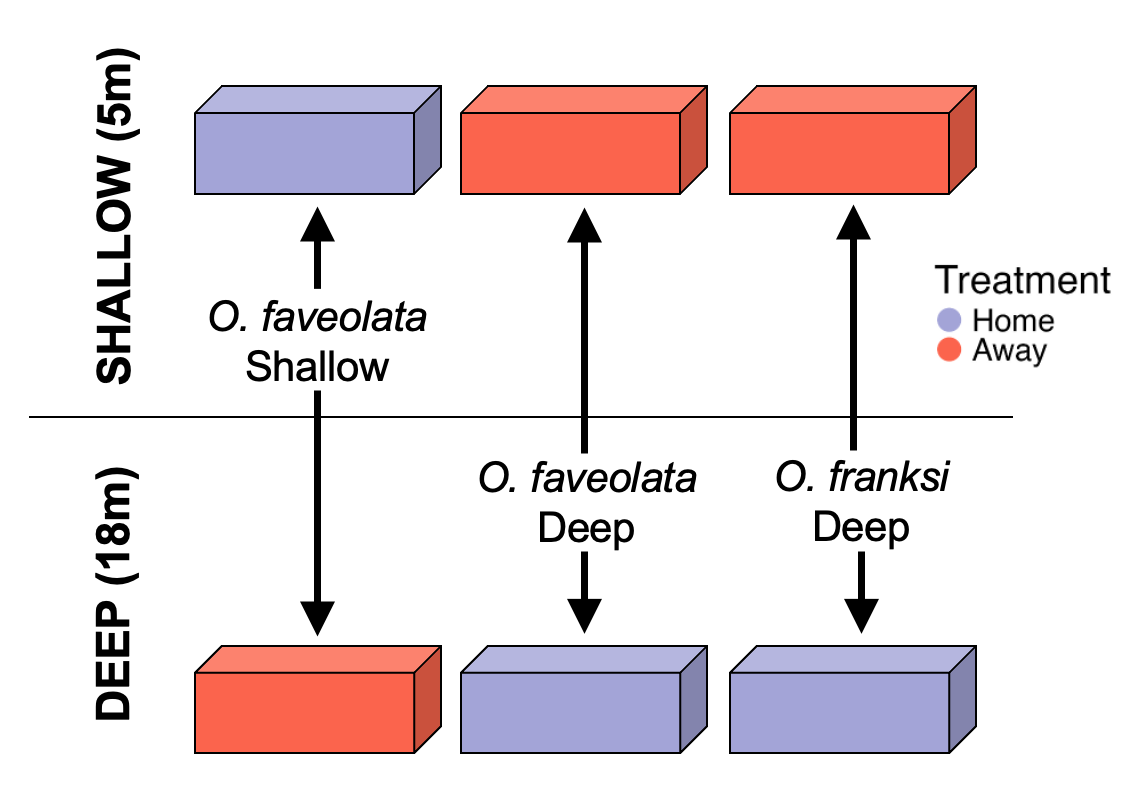 SHALLOW (5m)
O. faveolata
Shallow
Treatment
Home
Away
DEEP (18m)
O. faveolata
Deep
O. franksi
Deep